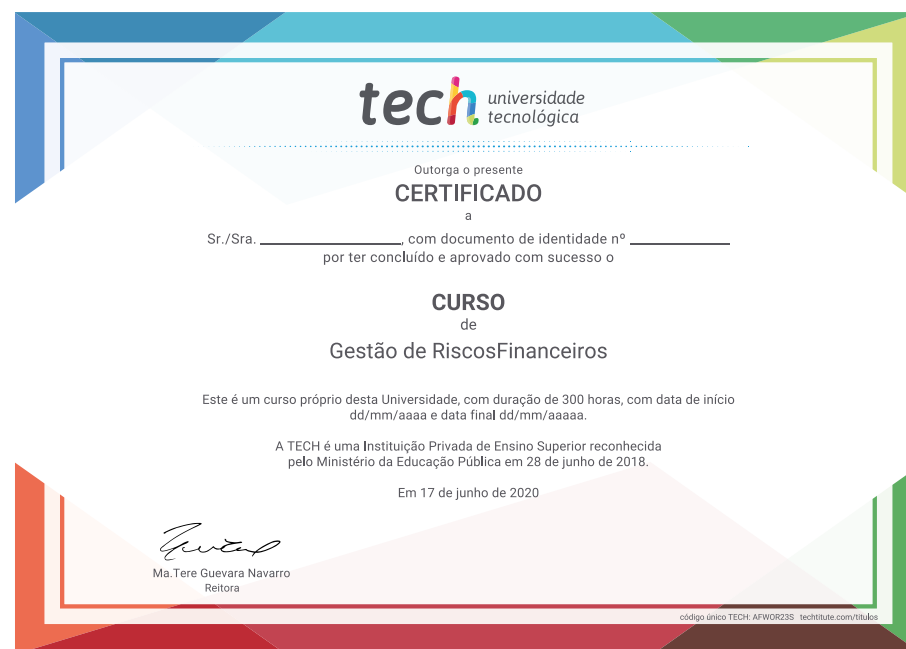 tech universidade
tecnológica
Outorga o presente
CERTIFICADO
a
Sr./Sra. ____________________, com documento de identidade nº ______________
por ter concluído e aprovado com sucesso o
CURSO
de
Gestão de RiscosFinanceiros
Este é um curso próprio desta Universidade, com duração de 300 horas, com data de início
dd/mm/aaaa e data final dd/mm/aaaaa.
A TECH é uma Instituição Privada de Ensino Superior reconhecida
pelo Ministério da Educação Pública em 28 de junho de 2018.
Em 17 de junho de 2020
Ma.Tere Guevara Navarro
Reitora
código único TECH: AFWOR23S techtitute.com/titulos